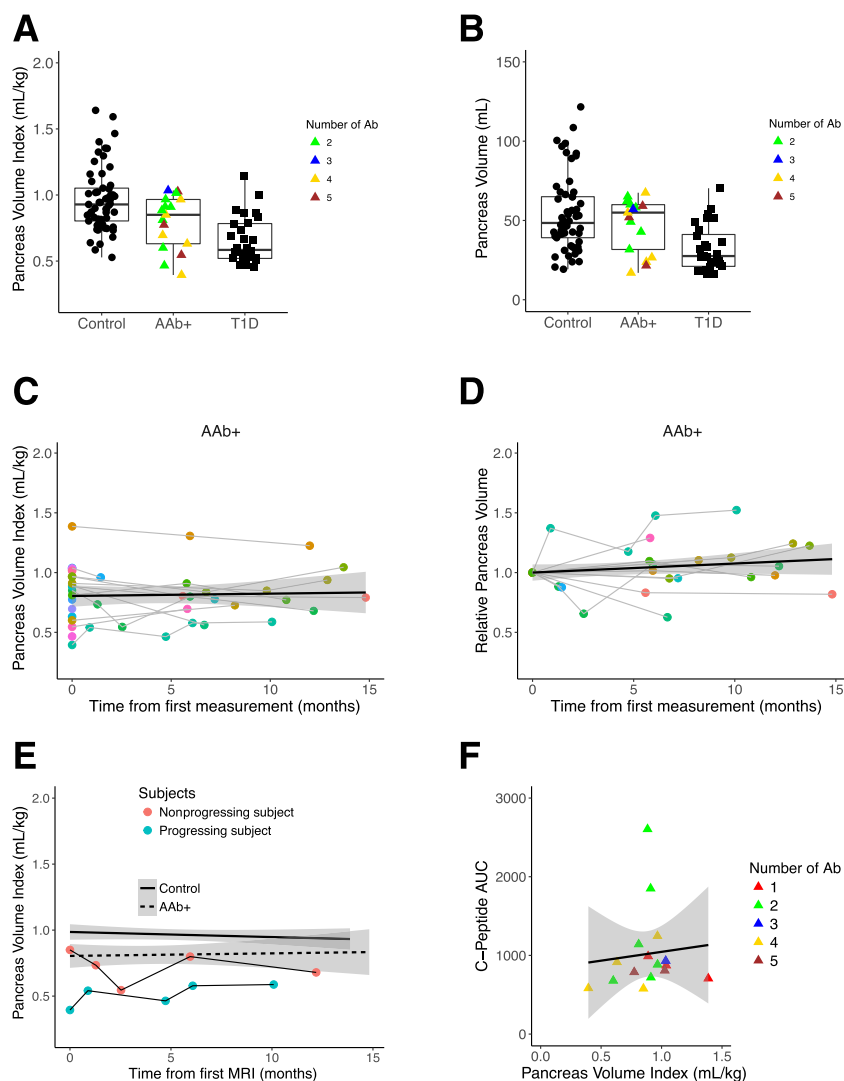 A
Pancreas Volume Index (mL/kg)
2.0
1.5
1.0
0.5
Control
AAb+
T1D
Number of Ab
2
3
4
5
B
Pancreas Volume (mL)
150
100
50
0
Control
AAb+
T1D
Number of Ab
2
3
4
5
C
AAb+
Pancreas Volume Index (mL/kg)
2.0
1.5
1.0
0.5
0
5
10
15
Time from first measurement (months)
D
AAb+
Relative Pancreas Volume
2.0
1.5
1.0
0.5
0
5
10
15
Time from first measurement (months)
E
Pancreas Volume Index (mL/kg)
2.0
1.5
1.0
0.5
Subjects
Nonprogressing subject
Progressing subject
Control
AAb+
0
5
10
15
Time from first MRI (months)
F
C−Peptide AUC
3000
2000
1000
0
0.0
0.5
1.0
1.5
Pancreas Volume Index (mL/kg)
Number of Ab
1
2
3
4
5